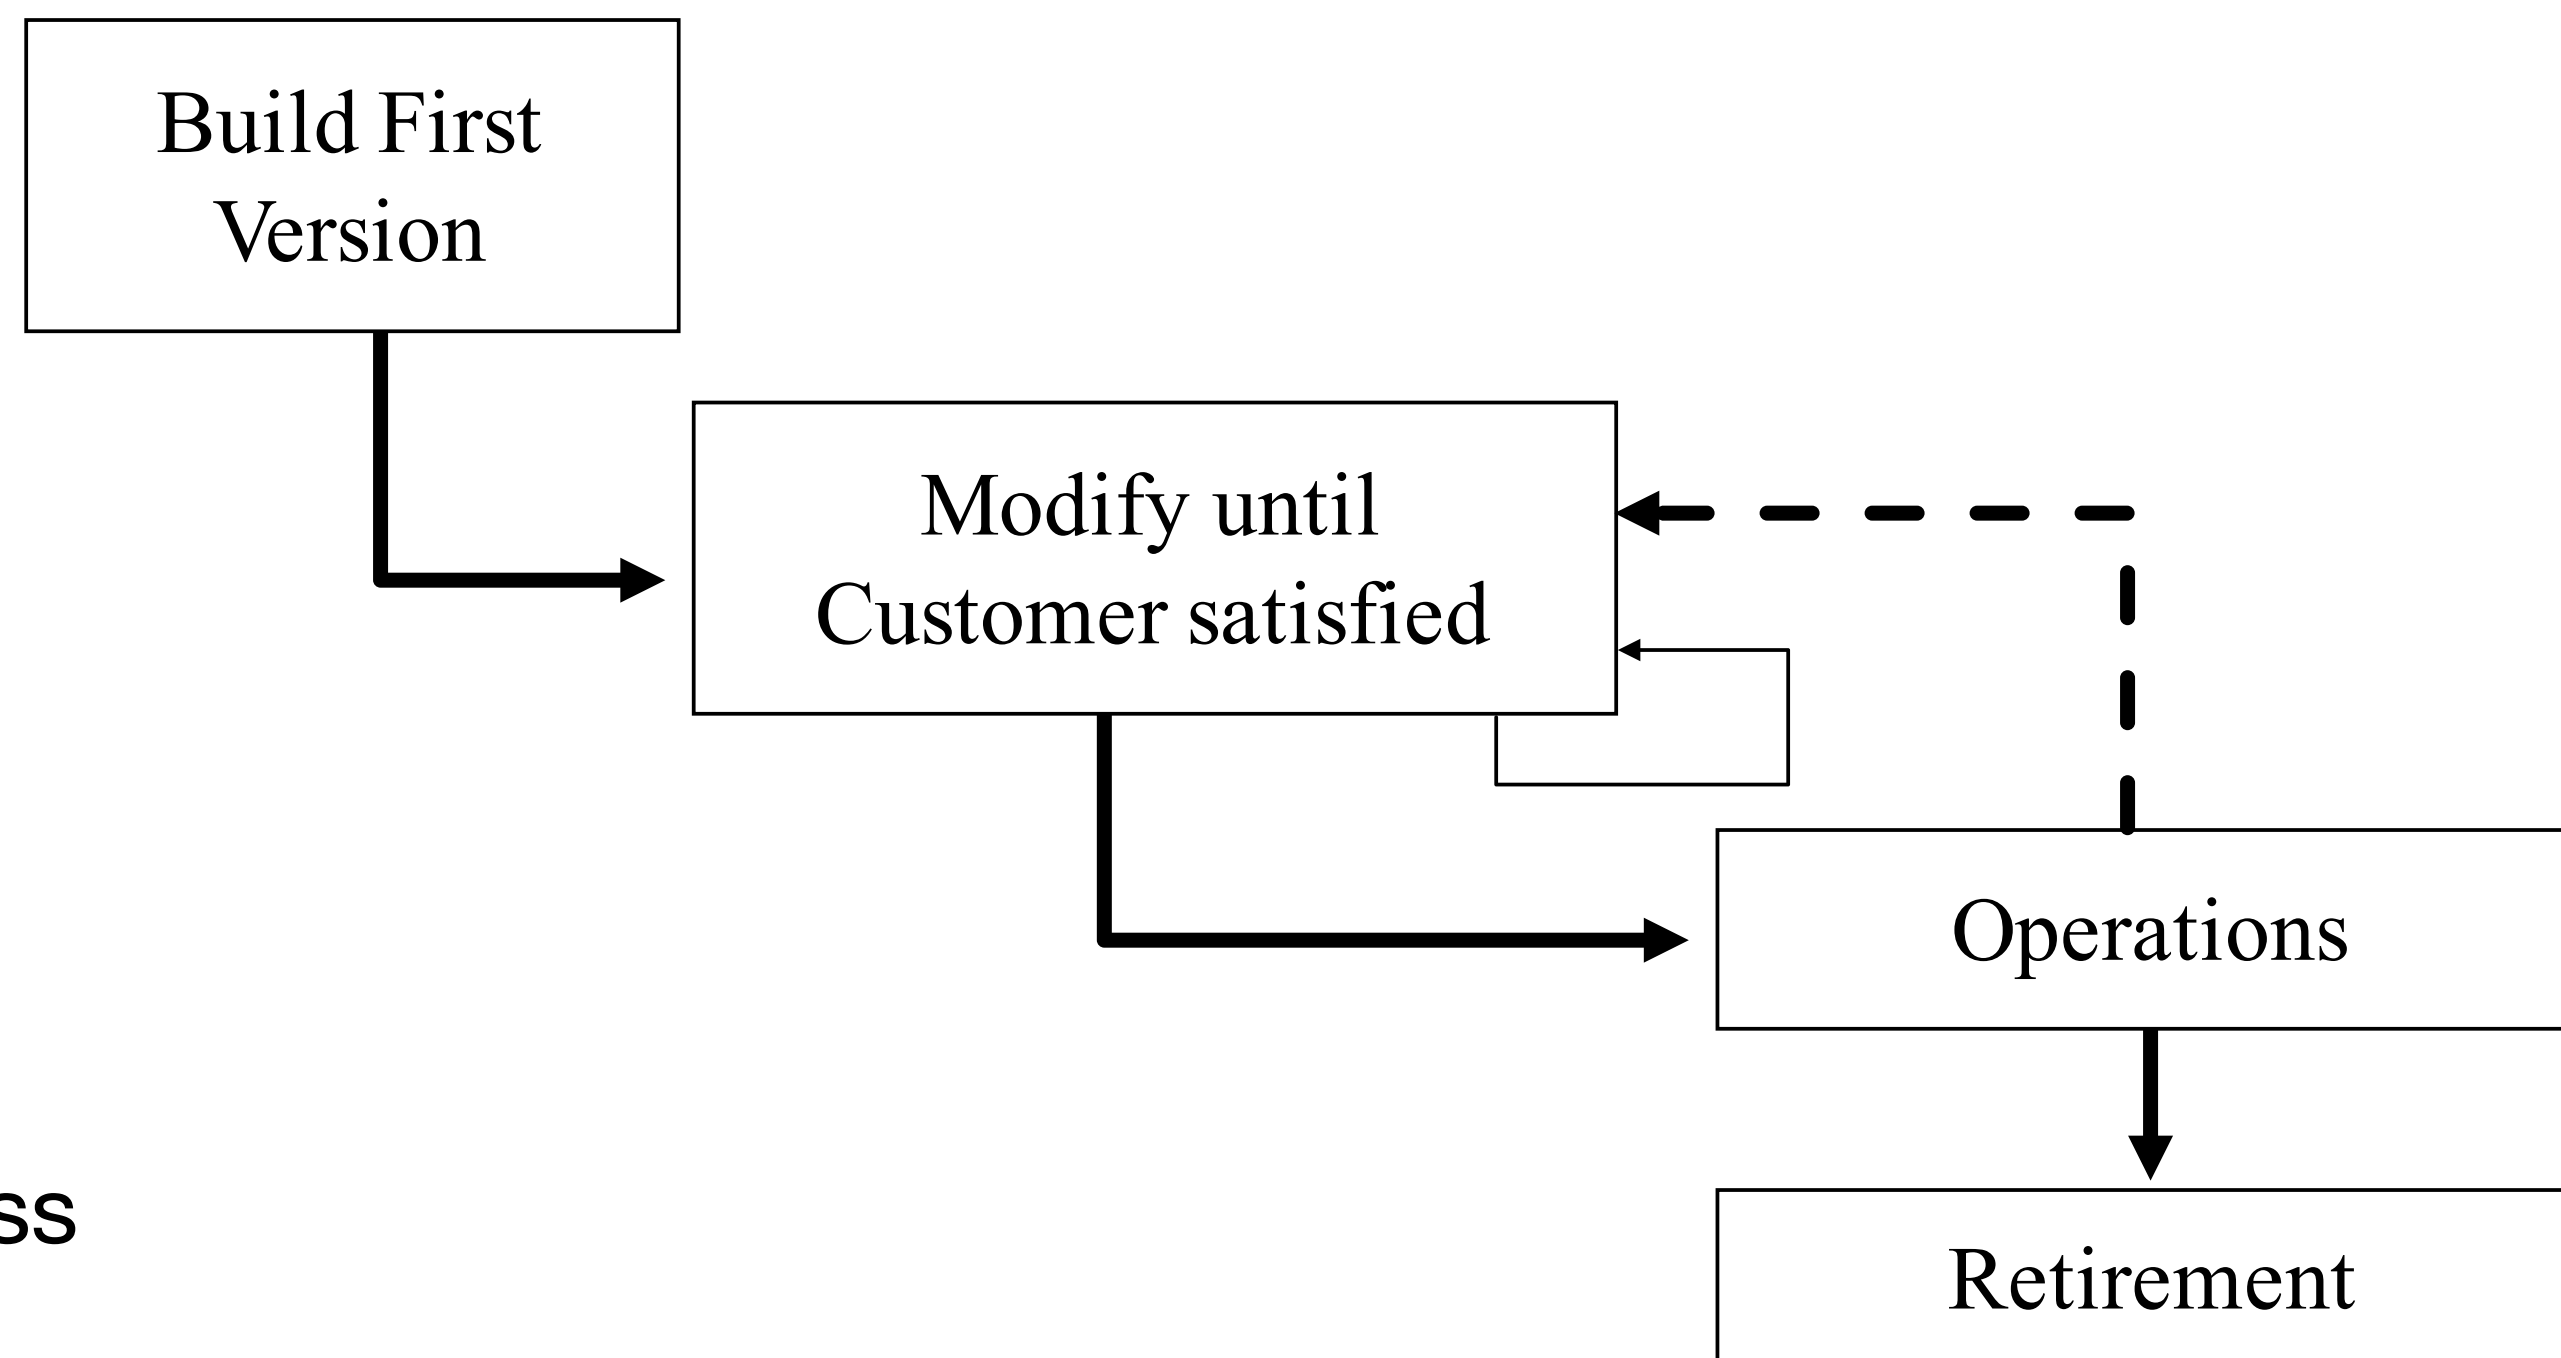 Build First
Version
Modify until
Customer satisfied
Operations
ss
Retirement